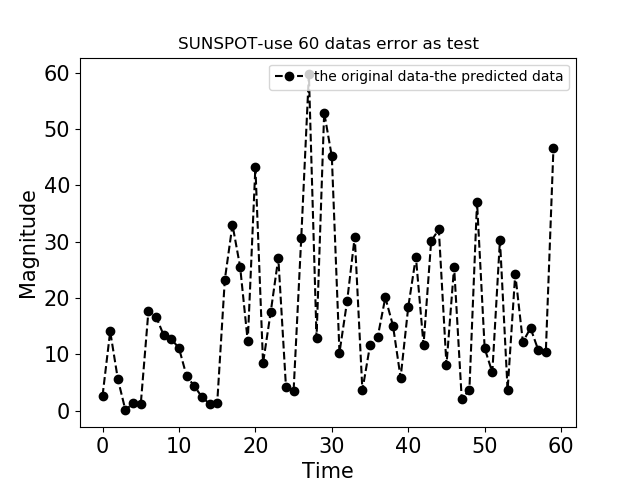 SUNSPOT-use 60 datas error as test
the original data-the predicted data
60
50
40
30
20
10
0
Magnitude
0 10 20 30 40 50 60
Time